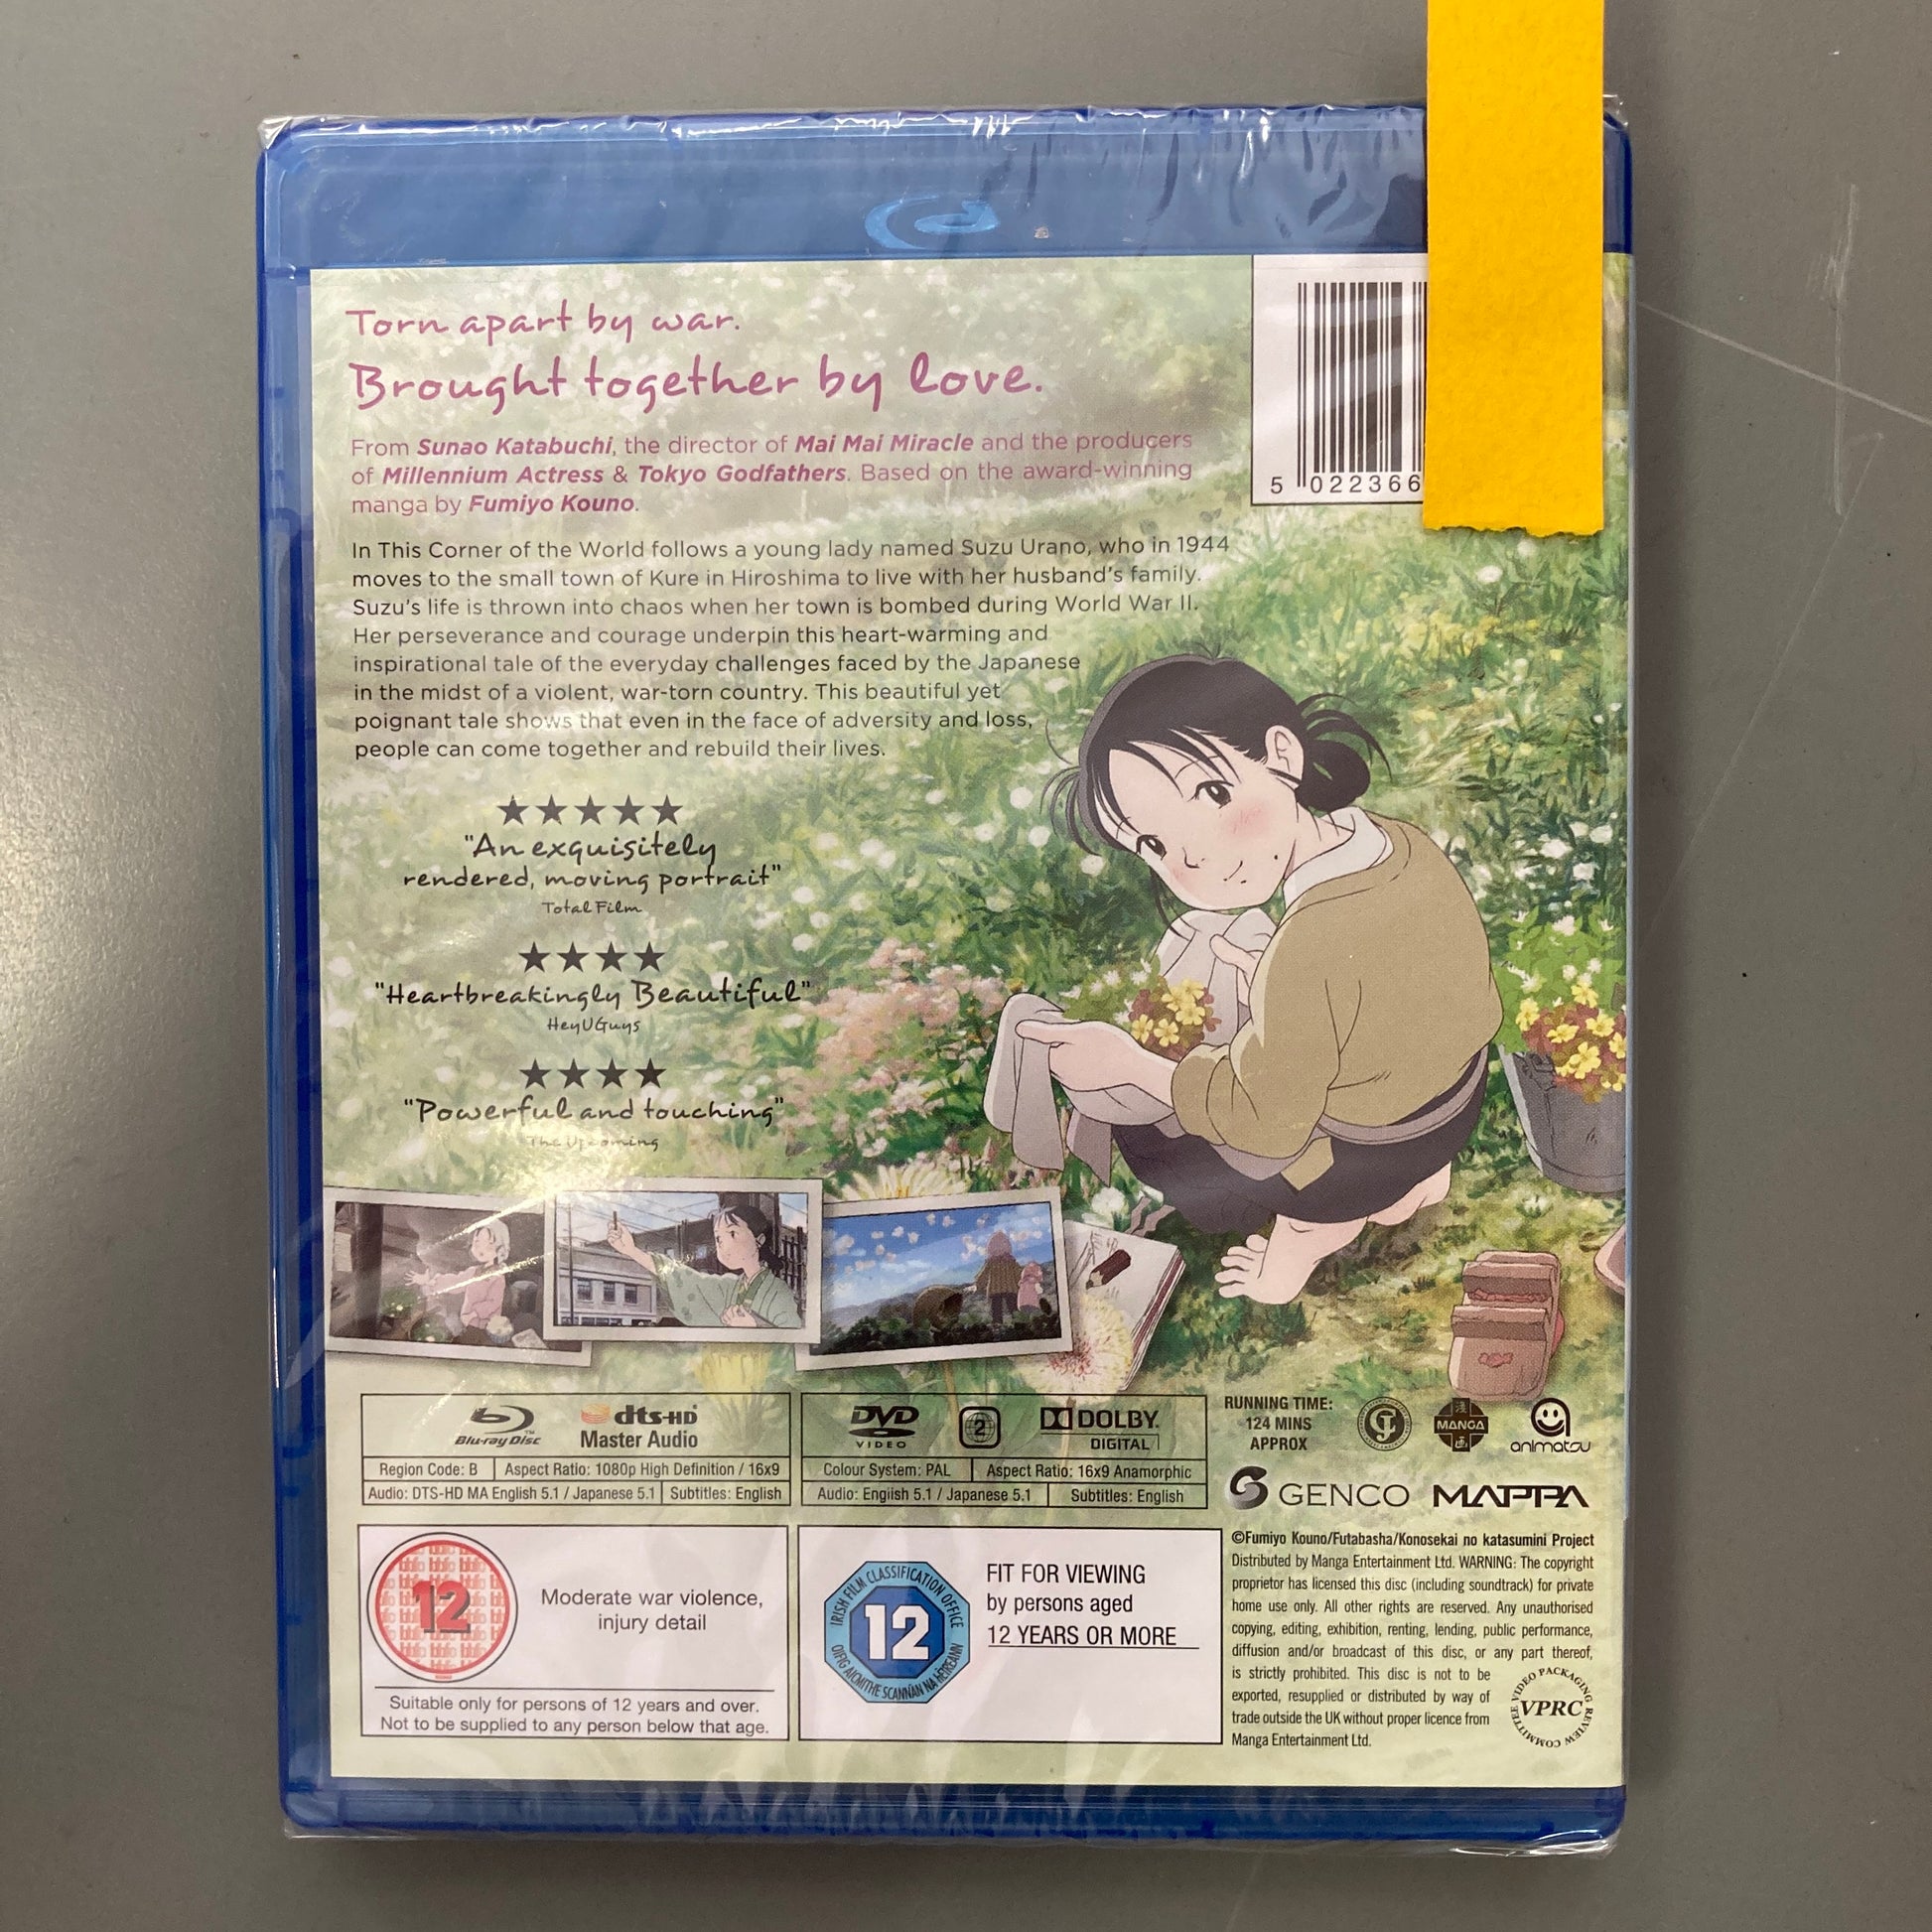 Torn apart by war.
Brought together by love.
From Sunao Katabuchi, the director of Mai Mai Miracle and the producers
of Millennium Actress & Tokyo Godfathers. Based on the award-winning
manga by Fumiyo Kouno.
5 022366
In This Corner of the World follows a young lady named Suzu Urano, who in 1944
moves to the small town of Kure in Hiroshima to live with her husband's family.
Suzu's life is thrown into chaos when her town is bombed during World War II.
Her perseverance and courage underpin this heart-warming and
inspirational tale of the everyday challenges faced by the Japanese
in the midst of a violent, war-torn country. This beautiful yet
poignant tale shows that even in the face of adversity and loss,
people can come together and rebuild their lives.
★★★★★
"An exquisitely
rendered, moving portrait"
Total Film
★★★★
"Heartbreakingly Beautiful"
HeyUGuys
★★★★
"Powerful and touching"
The Upcoming
Blu-ray Disc™
dts-HD
Master Audio
Region Code: B
Aspect Ratio: 1080p High Definition / 16x9
Audio: DTS-HD MA English 5.1 / Japanese 5.1
Subtitles: English
DVD
VIDEO
2
DOLBY
DIGITAL
Colour System: PAL
Aspect Ratio: 16x9 Anamorphic
Audio: English 5.1 / Japanese 5.1
Subtitles: English
RUNNING TIME:
124 MINS
APPROX
MANGA
animatsu
GENCO
MAPPA
12
Moderate war violence,
injury detail
Suitable only for persons of 12 years and over.
Not to be supplied to any person below that age.
IRISH FILM CLASSIFICATION OFFICE
12
OIFIG AICMITHE SCANNÁN NA HÉIREANN
FIT FOR VIEWING
by persons aged
12 YEARS OR MORE
©Fumiyo Kouno/Futabasha/Konosekai no katasumini Project
Distributed by Manga Entertainment Ltd. WARNING: The copyright
proprietor has licensed this disc (including soundtrack) for private
home use only. All other rights are reserved. Any unauthorised
copying, editing, exhibition, renting, lending, public performance,
diffusion and/or broadcast of this disc, or any part thereof,
is strictly prohibited. This disc is not to be
exported, resupplied or distributed by way of
trade outside the UK without proper licence from
Manga Entertainment Ltd.
VIDEO PACKAGING REVIEW COMMITTEE
VPRC